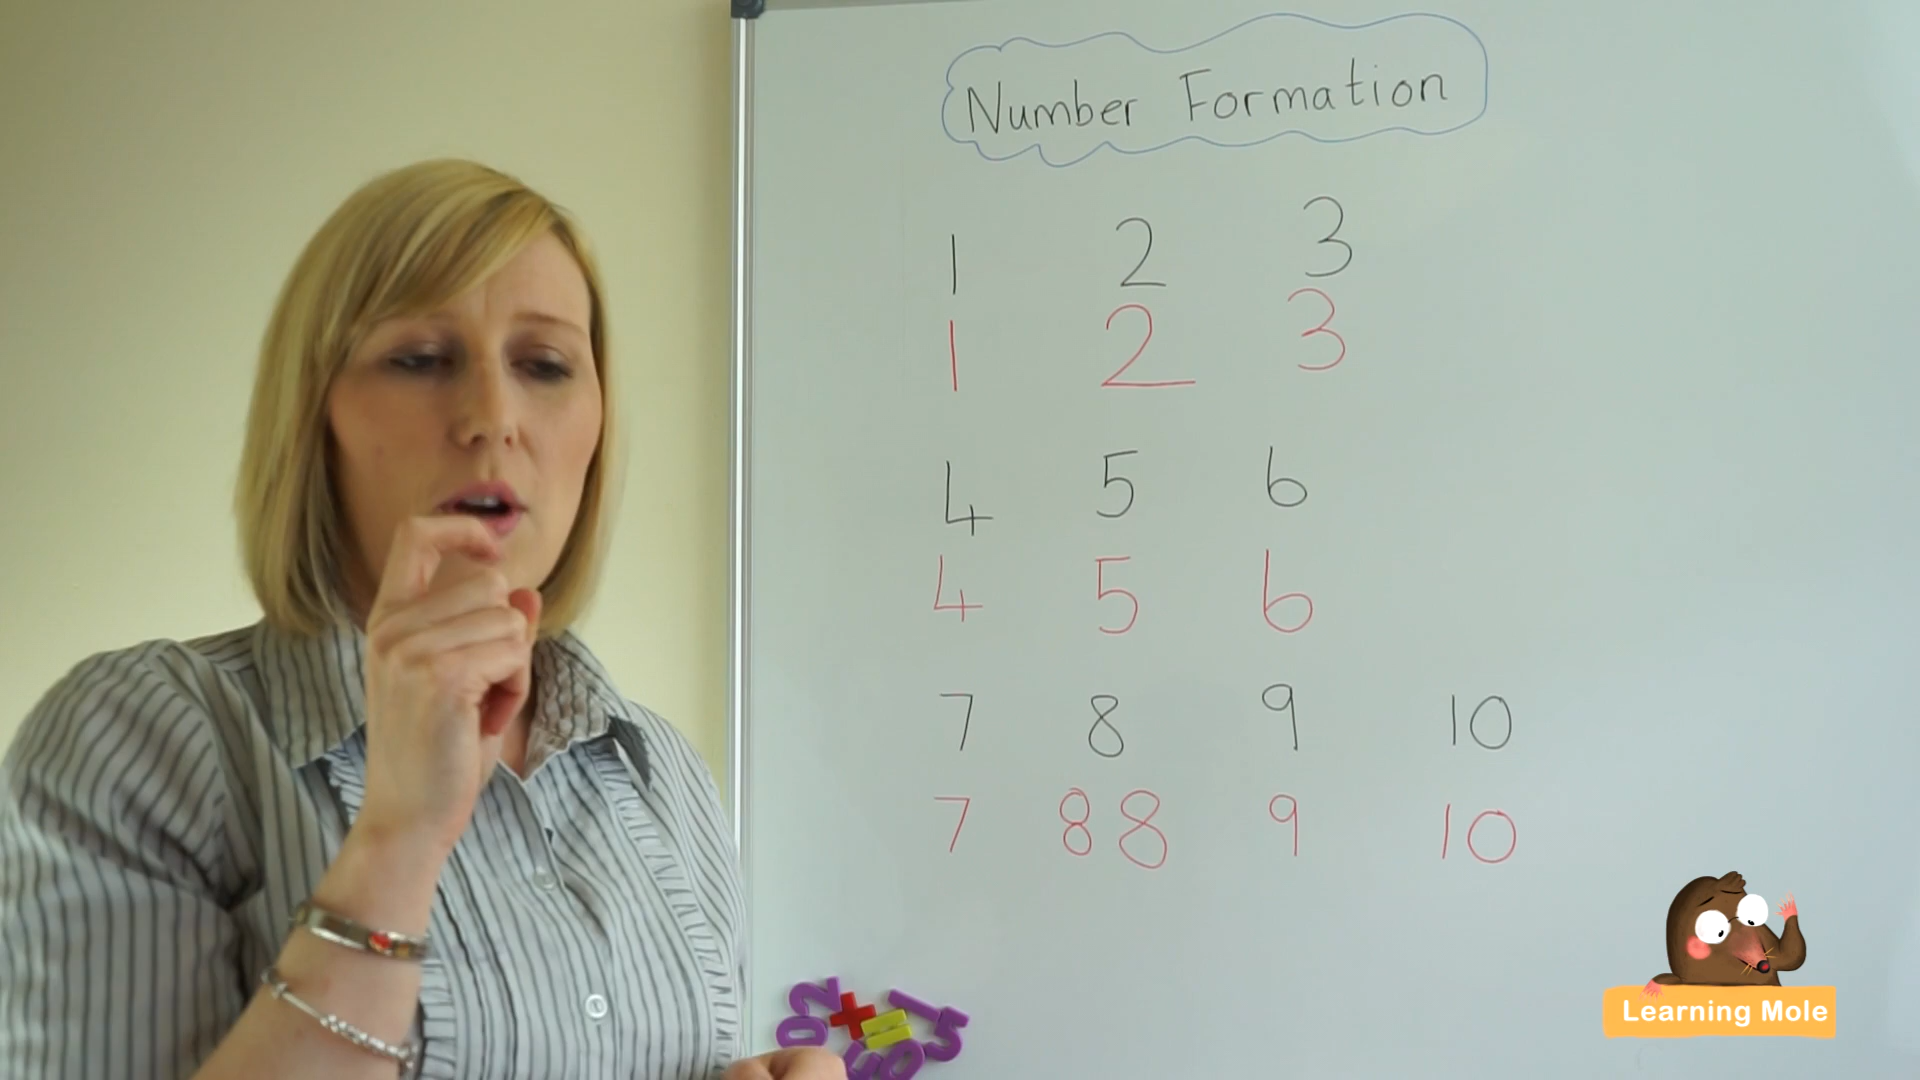 Number Formation
1 2 3
1 2 3
4 5 6
4 5 6
7 8 9 10
7 8 8 9 10
Learning Mole